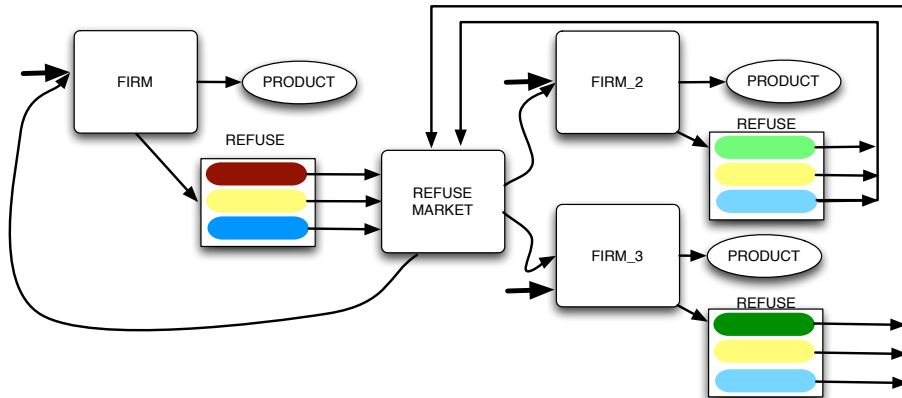 FIRM
PRODUCT
REFUSE
REFUSE
MARKET
FIRM_2
PRODUCT
REFUSE
FIRM_3
PRODUCT
REFUSE